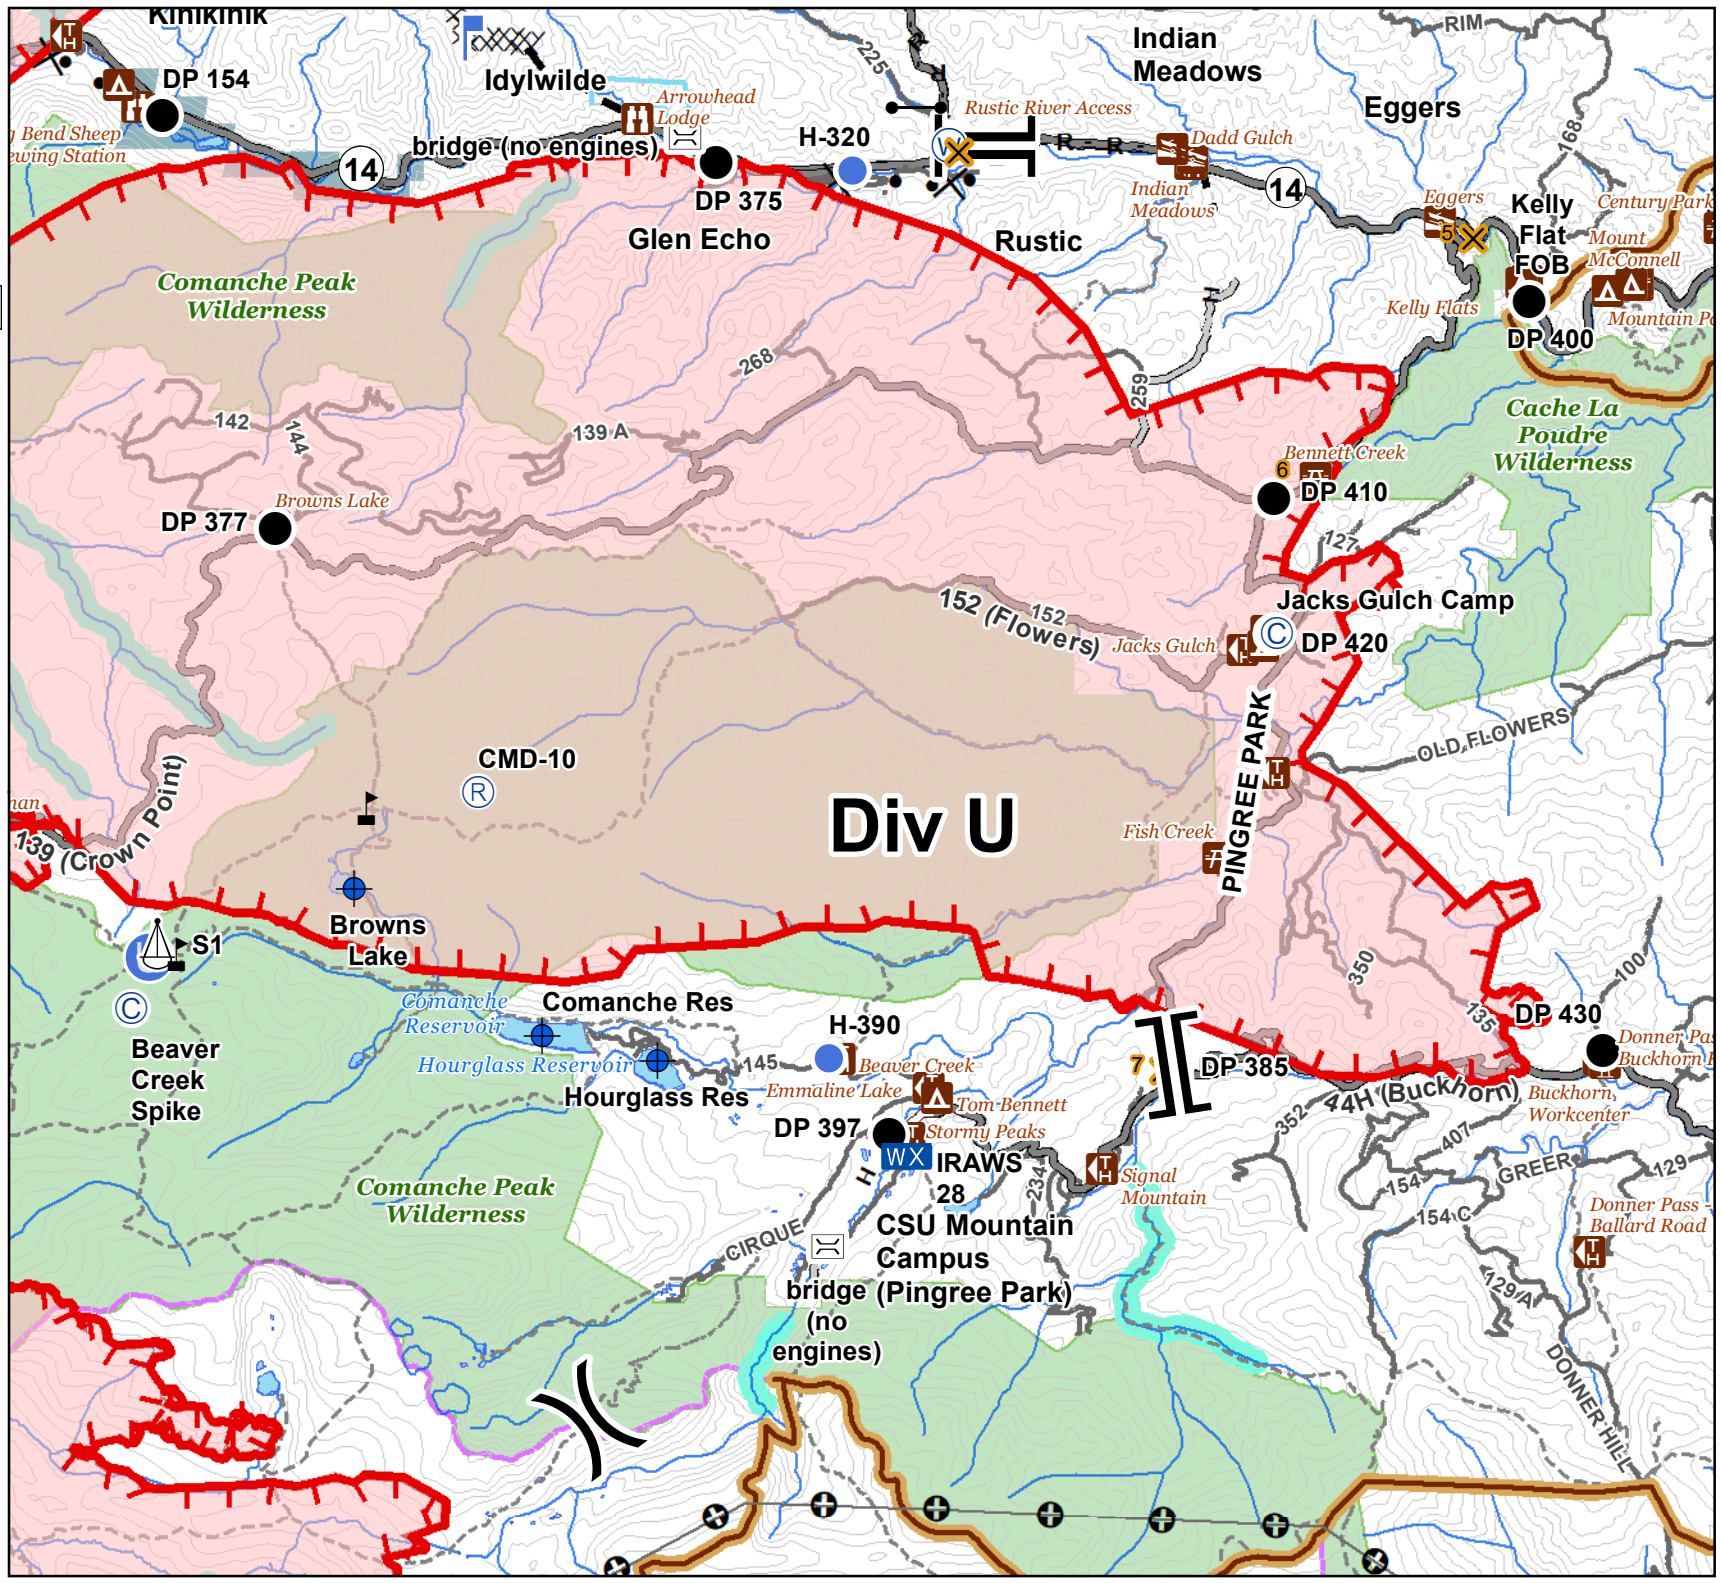 Kinikinik
DP 154
Bend Sheep
ewing Station
14
Idylwilde
bridge (no engines)
Arrowhead
Lodge
225
H-320
DP 375
Glen Echo
Rustic
Rustic River Access
W
R
R
R
R
Indian
Meadows
Dadd Gulch
Indian
Meadows
14
Eggers
RIM
168
Eggers
5
Kelly
Flat
FOB
Century Park
Mount
McConnell
Kelly Flats
Mountain P
DP 400
Comanche Peak
Wilderness
268
259
H
142
144
139 A
Cache La
Poudre
Wilderness
Bennett Creek
6
DP 410
Browns Lake
DP 377
127
152 (Flowers)
152
Jacks Gulch Camp
Jacks Gulch
C
DP 420
TH
PINGREE PARK
OLD FLOWERS
CMD-10
R
Div U
TH
Fish Creek
139 (Crown Point)
man
S1
C
Beaver
Creek
Spike
Browns
Lake
Comanche
Reservoir
Comanche Res
Hourglass Reservoir
Hourglass Res
145
H-390
H
Beaver Creek
Emmaline Lake
Tom Bennett
DP 397
Stormy Peaks
WX
IRAWS
28
H
234
CSU Mountain
Campus
(Pingree Park)
7
DP 385
350
135
DP 430
100
Donner Pas
Buckhorn
44H (Buckhorn)
Buckhorn
Workcenter
352
407
GREER
129
154
154 C
129 A
Donner Pass -
Ballard Road
TH
DONNER HILL
TH
Signal
Mountain
Comanche Peak
Wilderness
CIRQUE
bridge
(no
engines)